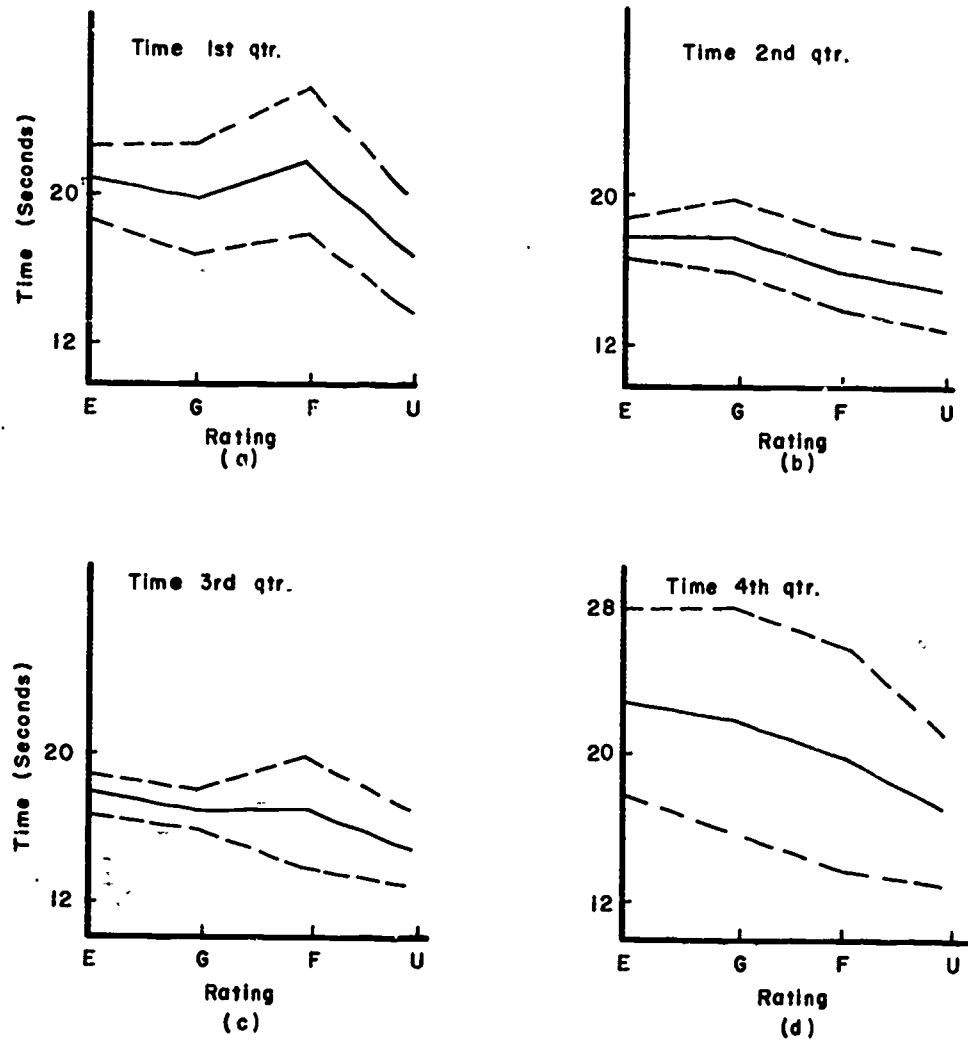 Time 1st qtr.
Time (Seconds)
20
12
E G F U
Rating
(a)
Time 2nd qtr.
20
12
E G F U
Rating
(b)
Time 3rd qtr.
Time (Seconds)
20
12
E G F U
Rating
(c)
Time 4th qtr.
28
20
12
E G F U
Rating
(d)